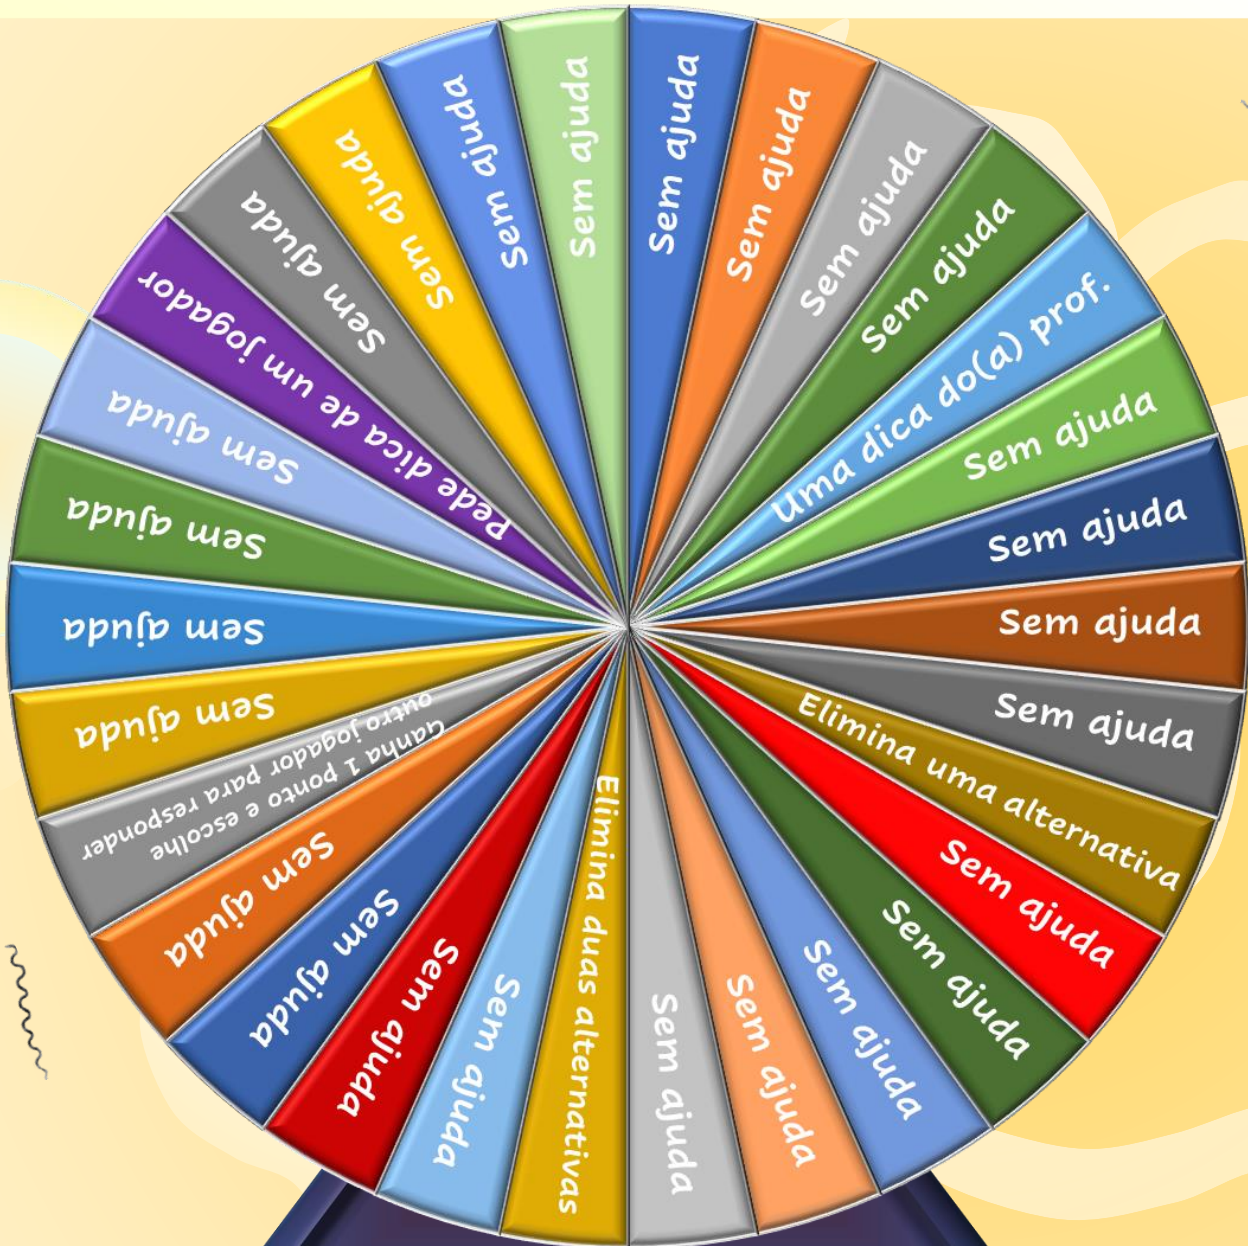 Sem ajuda
Sem ajuda
Sem ajuda
Sem ajuda
Uma dica do(a) prof.
Sem ajuda
Sem ajuda
Sem ajuda
Sem ajuda
Elimina uma alternativa
Sem ajuda
Sem ajuda
Sem ajuda
Sem ajuda
Sem ajuda
Elimina duas alternativas
Sem ajuda
Sem ajuda
Sem ajuda
Sem ajuda
Ganha 1 ponto e escolhe
outro jogador para responder
Sem ajuda
Sem ajuda
Sem ajuda
Sem ajuda
Pede dica de um jogador
Sem ajuda
Sem ajuda
Sem ajuda
Sem ajuda